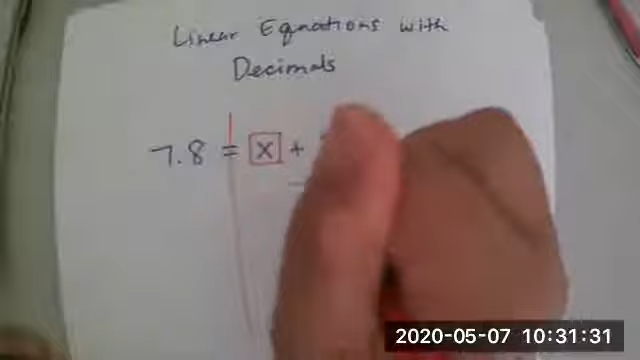 Linear Equations with
Decimals
7.8 = x +
2020-05-07 10:31:31